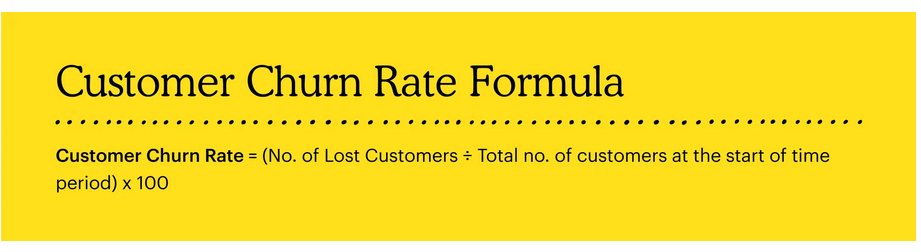 Customer Churn Rate Formula
Customer Churn Rate = (No. of Lost Customers ÷ Total no. of customers at the start of time
period) x 100